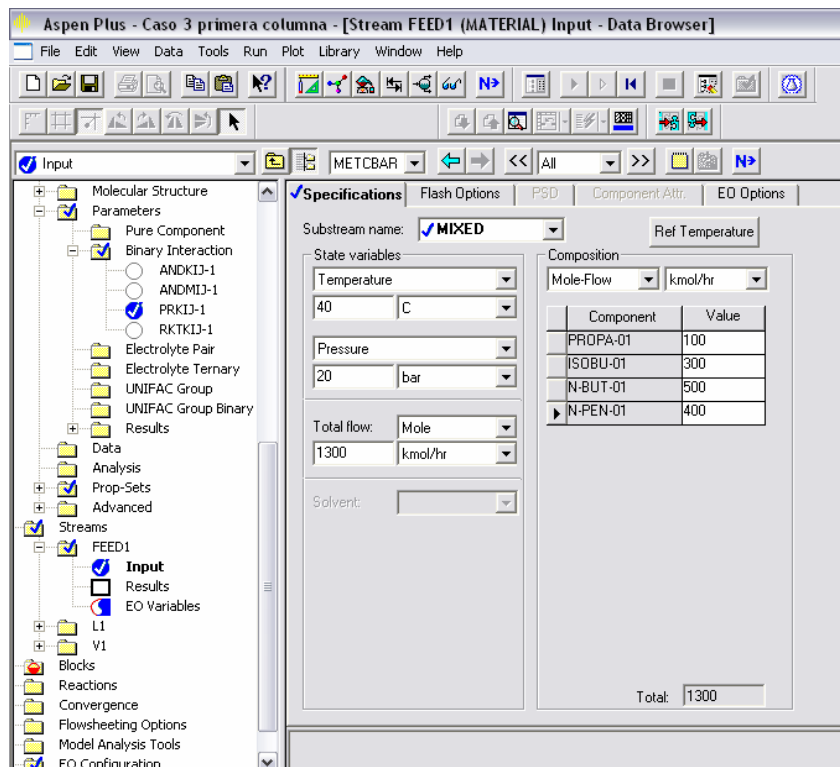 Aspen Plus - Caso 3 primera columna - [Stream FEED1 (MATERIAL) Input - Data Browser]
File Edit View Data Tools Run Plot Library Window Help
N->
Input METCBAR << All >> N->
Molecular Structure
Parameters
Pure Component
Binary Interaction
ANDKIJ-1
ANDMIJ-1
PRKIJ-1
RKTKIJ-1
Electrolyte Pair
Electrolyte Ternary
UNIFAC Group
UNIFAC Group Binary
Results
Data
Analysis
Prop-Sets
Advanced
Streams
FEED1
Input
Results
EO Variables
L1
V1
Blocks
Reactions
Convergence
Flowsheeting Options
Model Analysis Tools
EO Configuration
Specifications Flash Options PSD Component Attr. EO Options
Substream name: MIXED Ref Temperature
State variables
Temperature
40 C
Pressure
20 bar
Total flow: Mole
1300 kmol/hr
Solvent:
Composition
Mole-Flow kmol/hr
Component Value
PROPA-01 100
ISOBU-01 300
N-BUT-01 500
N-PEN-01 400
Total: 1300